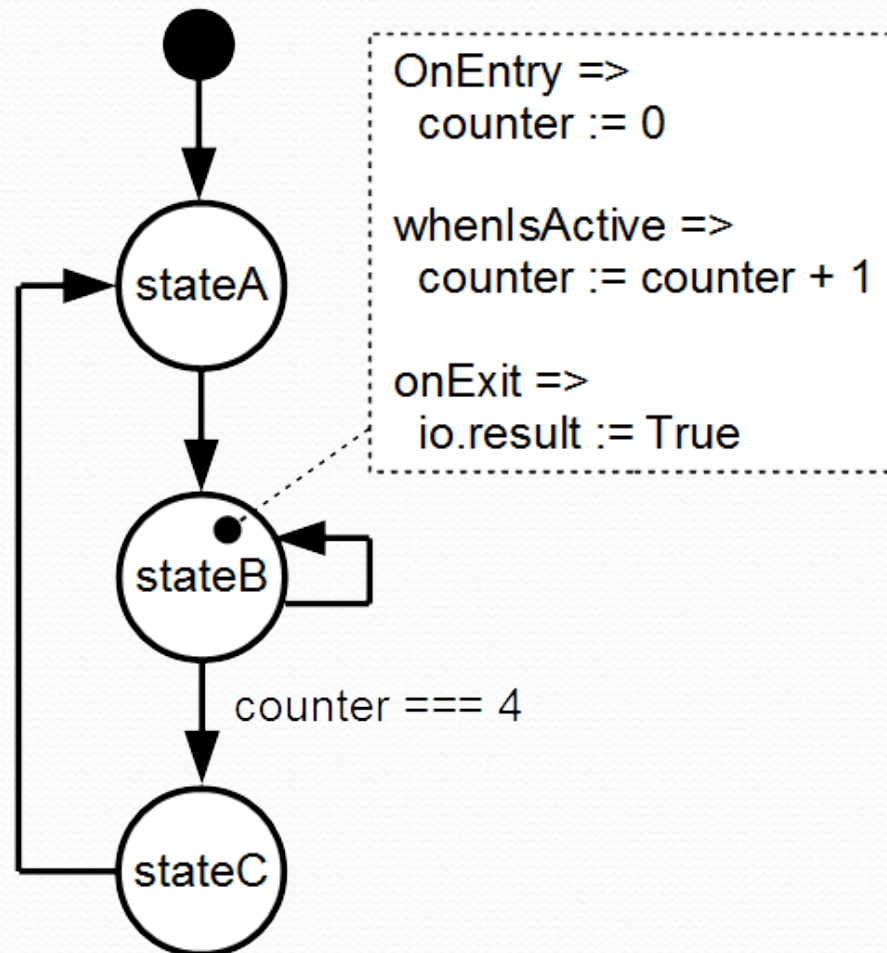 OnEntry =>
counter := 0
whenIsActive =>
counter := counter + 1
onExit =>
io.result := True
stateA
stateB
counter === 4
stateC